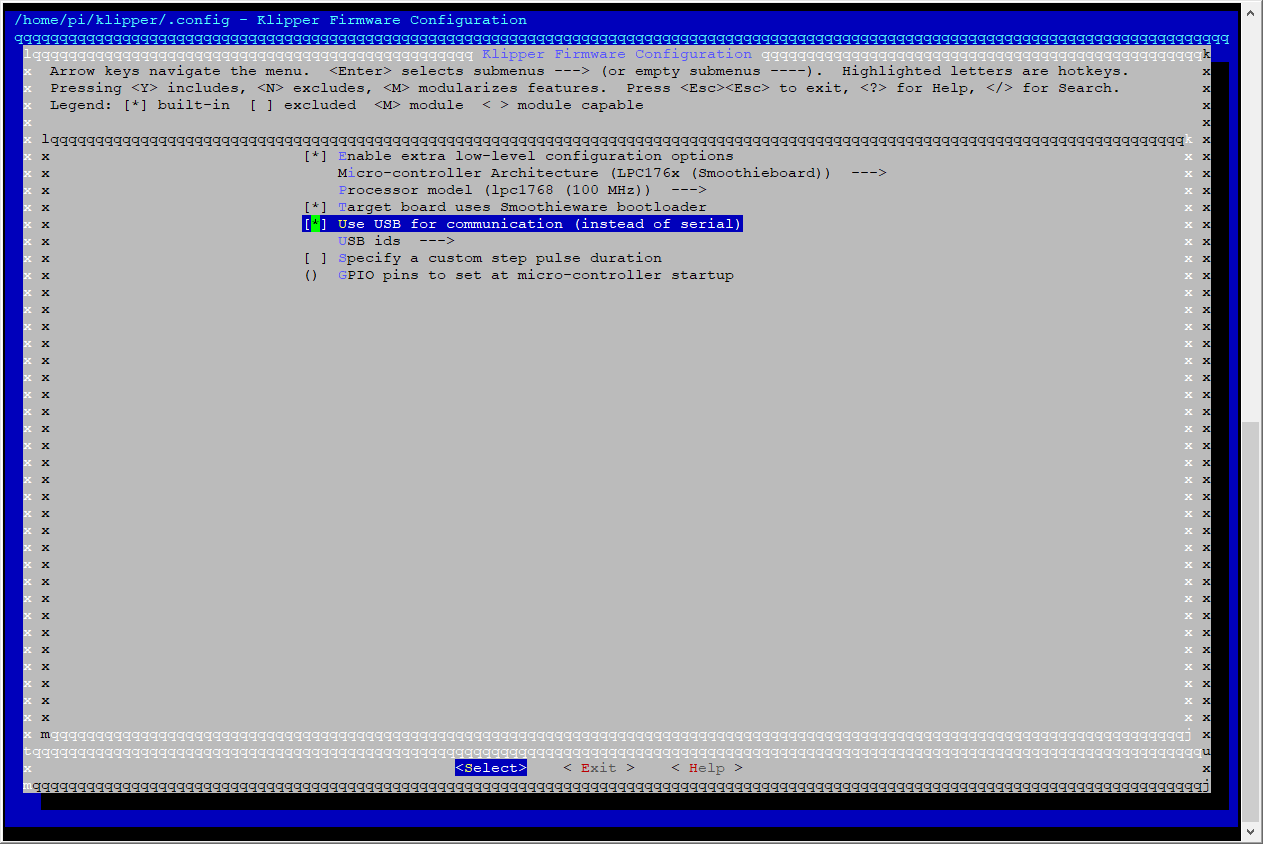 /home/pi/klipper/.config - Klipper Firmware Configuration
Klipper Firmware Configuration
Arrow keys navigate the menu.  <Enter> selects submenus ---> (or empty submenus ----).  Highlighted letters are hotkeys.
Pressing <Y> includes, <N> excludes, <M> modularizes features.  Press <Esc><Esc> to exit, <?> for Help, </> for Search.
Legend: [*] built-in  [ ] excluded  <M> module  < > module capable
[*] Enable extra low-level configuration options
Micro-controller Architecture (LPC176x (Smoothieboard))  --->
Processor model (lpc1768 (100 MHz))  --->
[*] Target board uses Smoothieware bootloader
[*] Use USB for communication (instead of serial)
USB ids  --->
[ ] Specify a custom step pulse duration
()  GPIO pins to set at micro-controller startup
<Select>    < Exit >    < Help >